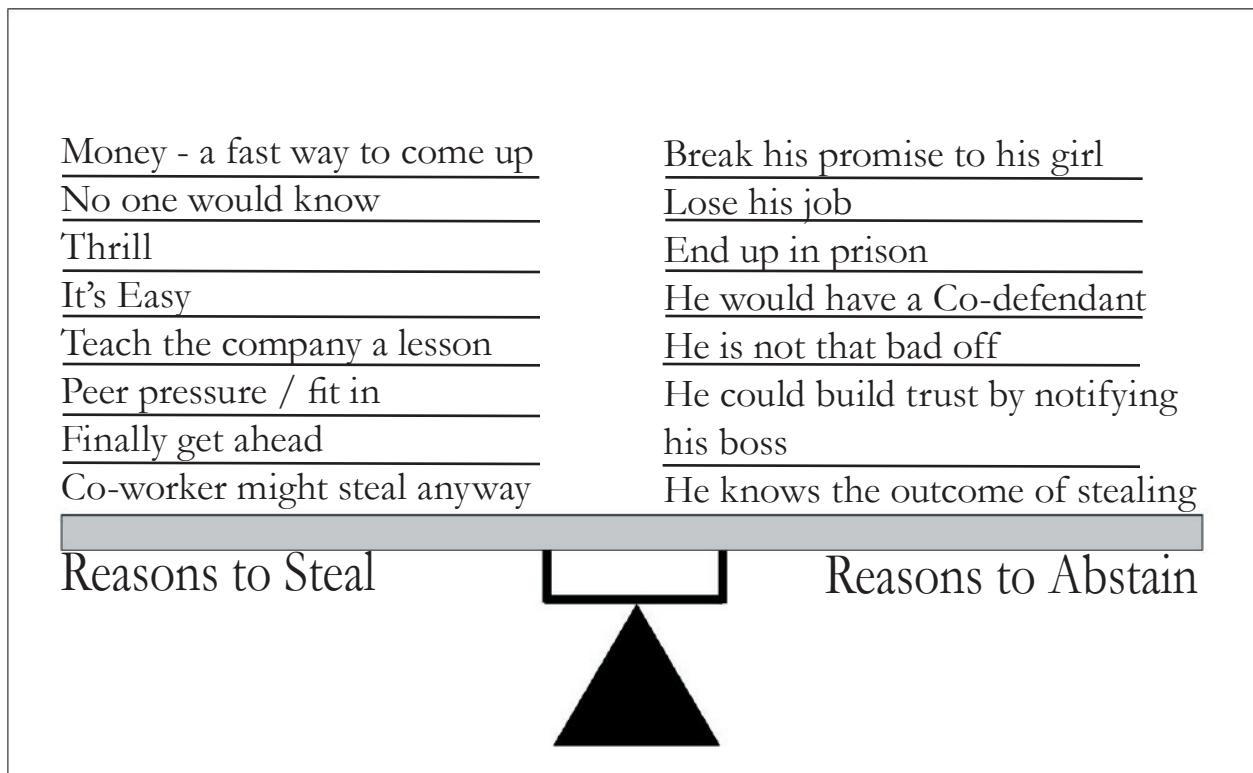 Money - a fast way to come up
No one would know
Thrill
It's Easy
Teach the company a lesson
Peer pressure / fit in
Finally get ahead
Co-worker might steal anyway
Reasons to Steal
Break his promise to his girl
Lose his job
End up in prison
He would have a Co-defendant
He is not that bad off
He could build trust by notifying
his boss
He knows the outcome of stealing
Reasons to Abstain